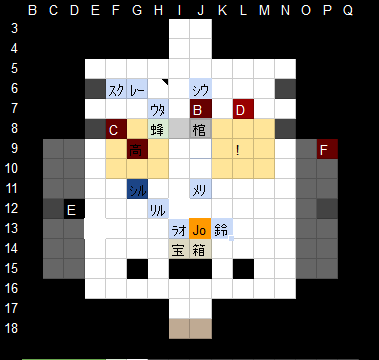 B C D E F G H I J K L M N O P Q
3
4
5
6 スク レー シウ
7 ウタ B D
8 C 蜂 棺
9 ! F
10
11 シル メリ
12 E リル
13 ラオ Jo 鈴
14 宝 箱
15
16
17
18